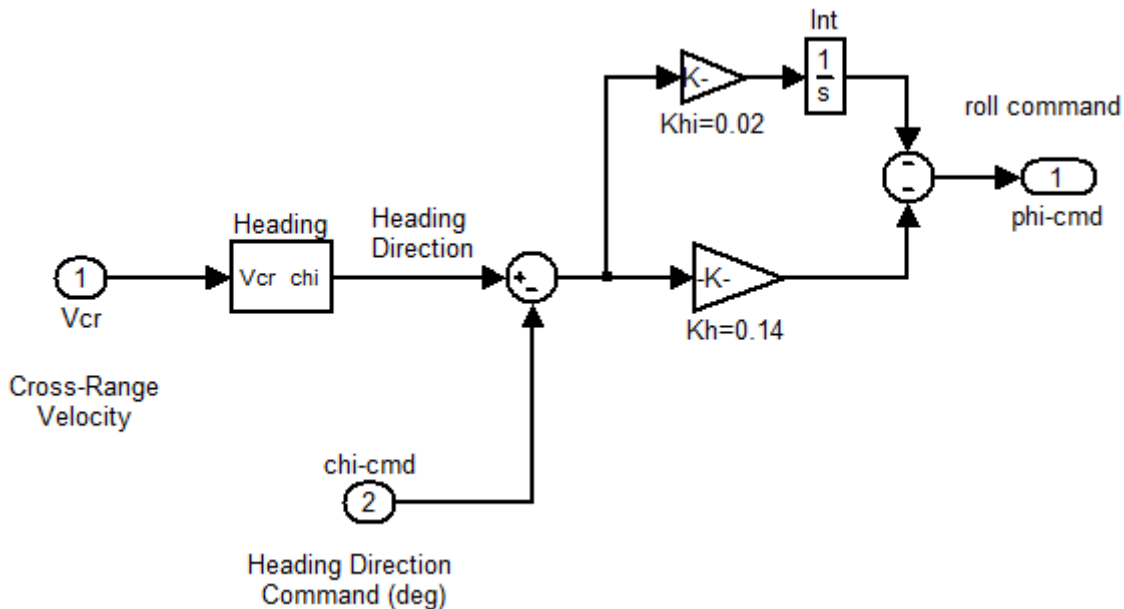 Int
K-
1
s
Khi=0.02
roll command
-
-
1
phi-cmd
Heading
Heading
Direction
1
Vcr
Vcr chi
+
-
-K-
Kh=0.14
Cross-Range
Velocity
chi-cmd
2
Heading Direction
Command (deg)